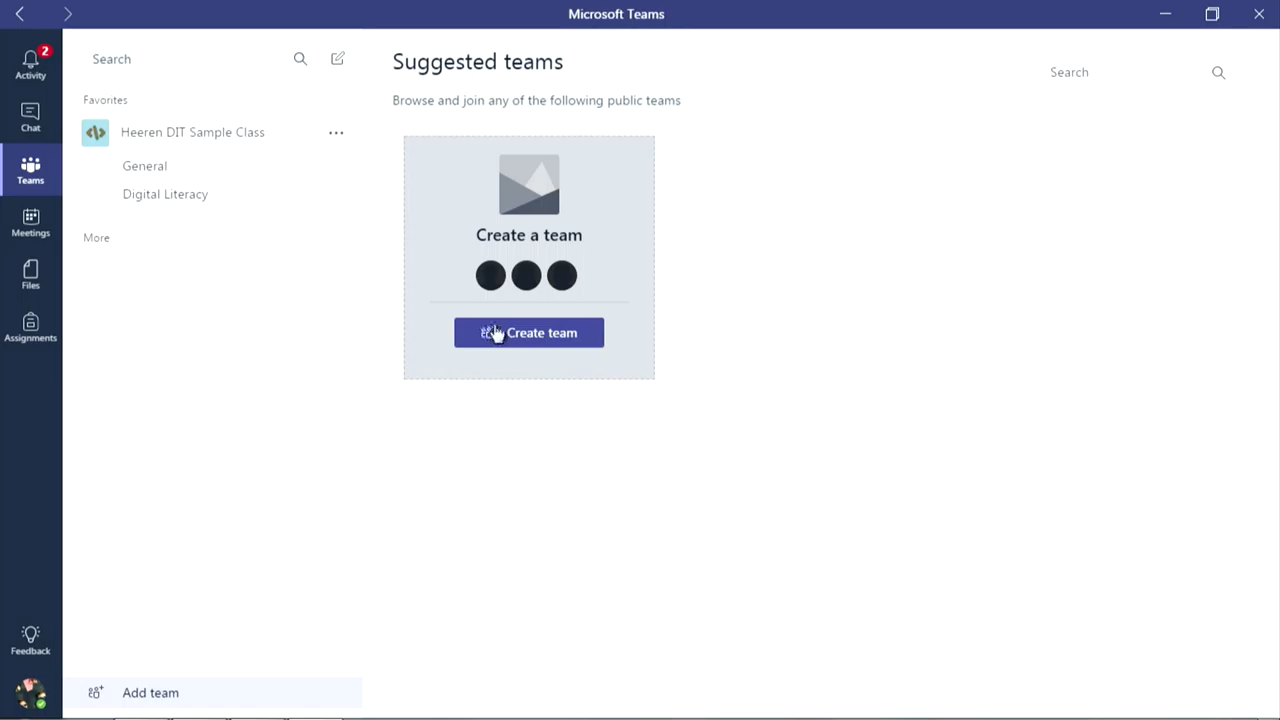 Microsoft Teams
2
Activity
Chat
Teams
Meetings
Files
Assignments
Feedback
Search
Favorites
Heeren DIT Sample Class
General
Digital Literacy
More
Add team
Suggested teams
Search
Browse and join any of the following public teams
Create a team
Create team